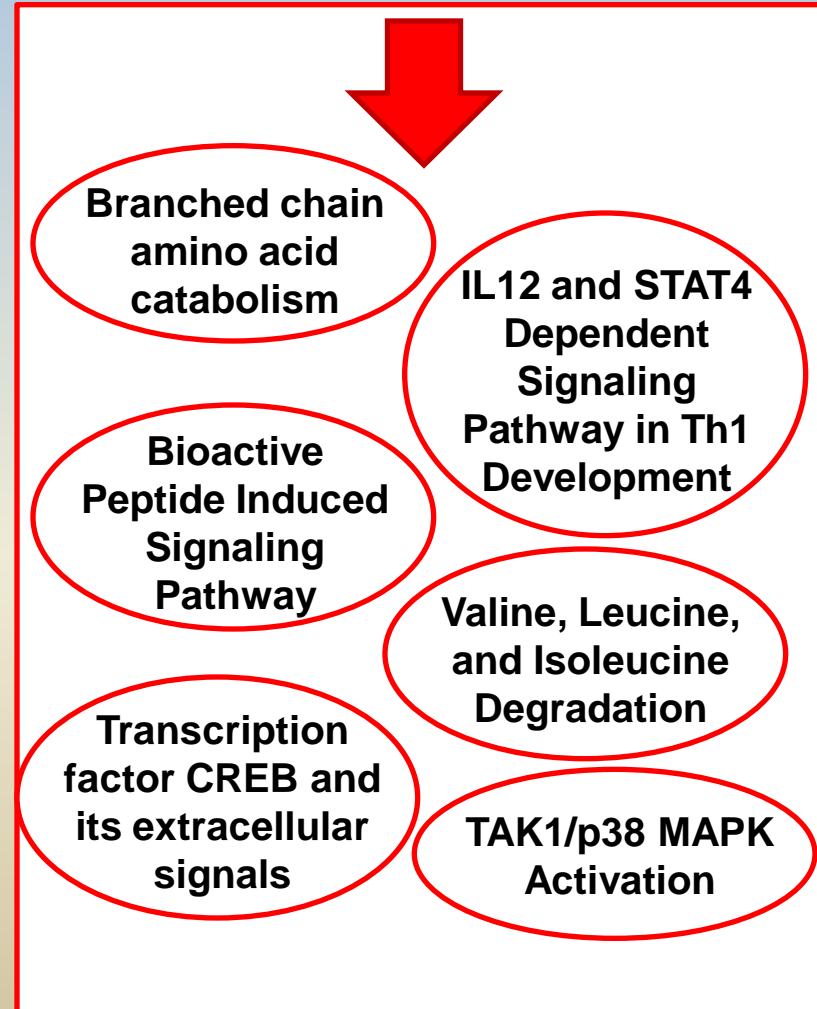 Branched chain
amino acid
catabolism
IL12 and STAT4
Dependent
Signaling
Pathway in Th1
Development
Bioactive
Peptide Induced
Signaling
Pathway
Valine, Leucine,
and Isoleucine
Degradation
Transcription
factor CREB and
its extracellular
signals
TAK1/p38 MAPK
Activation